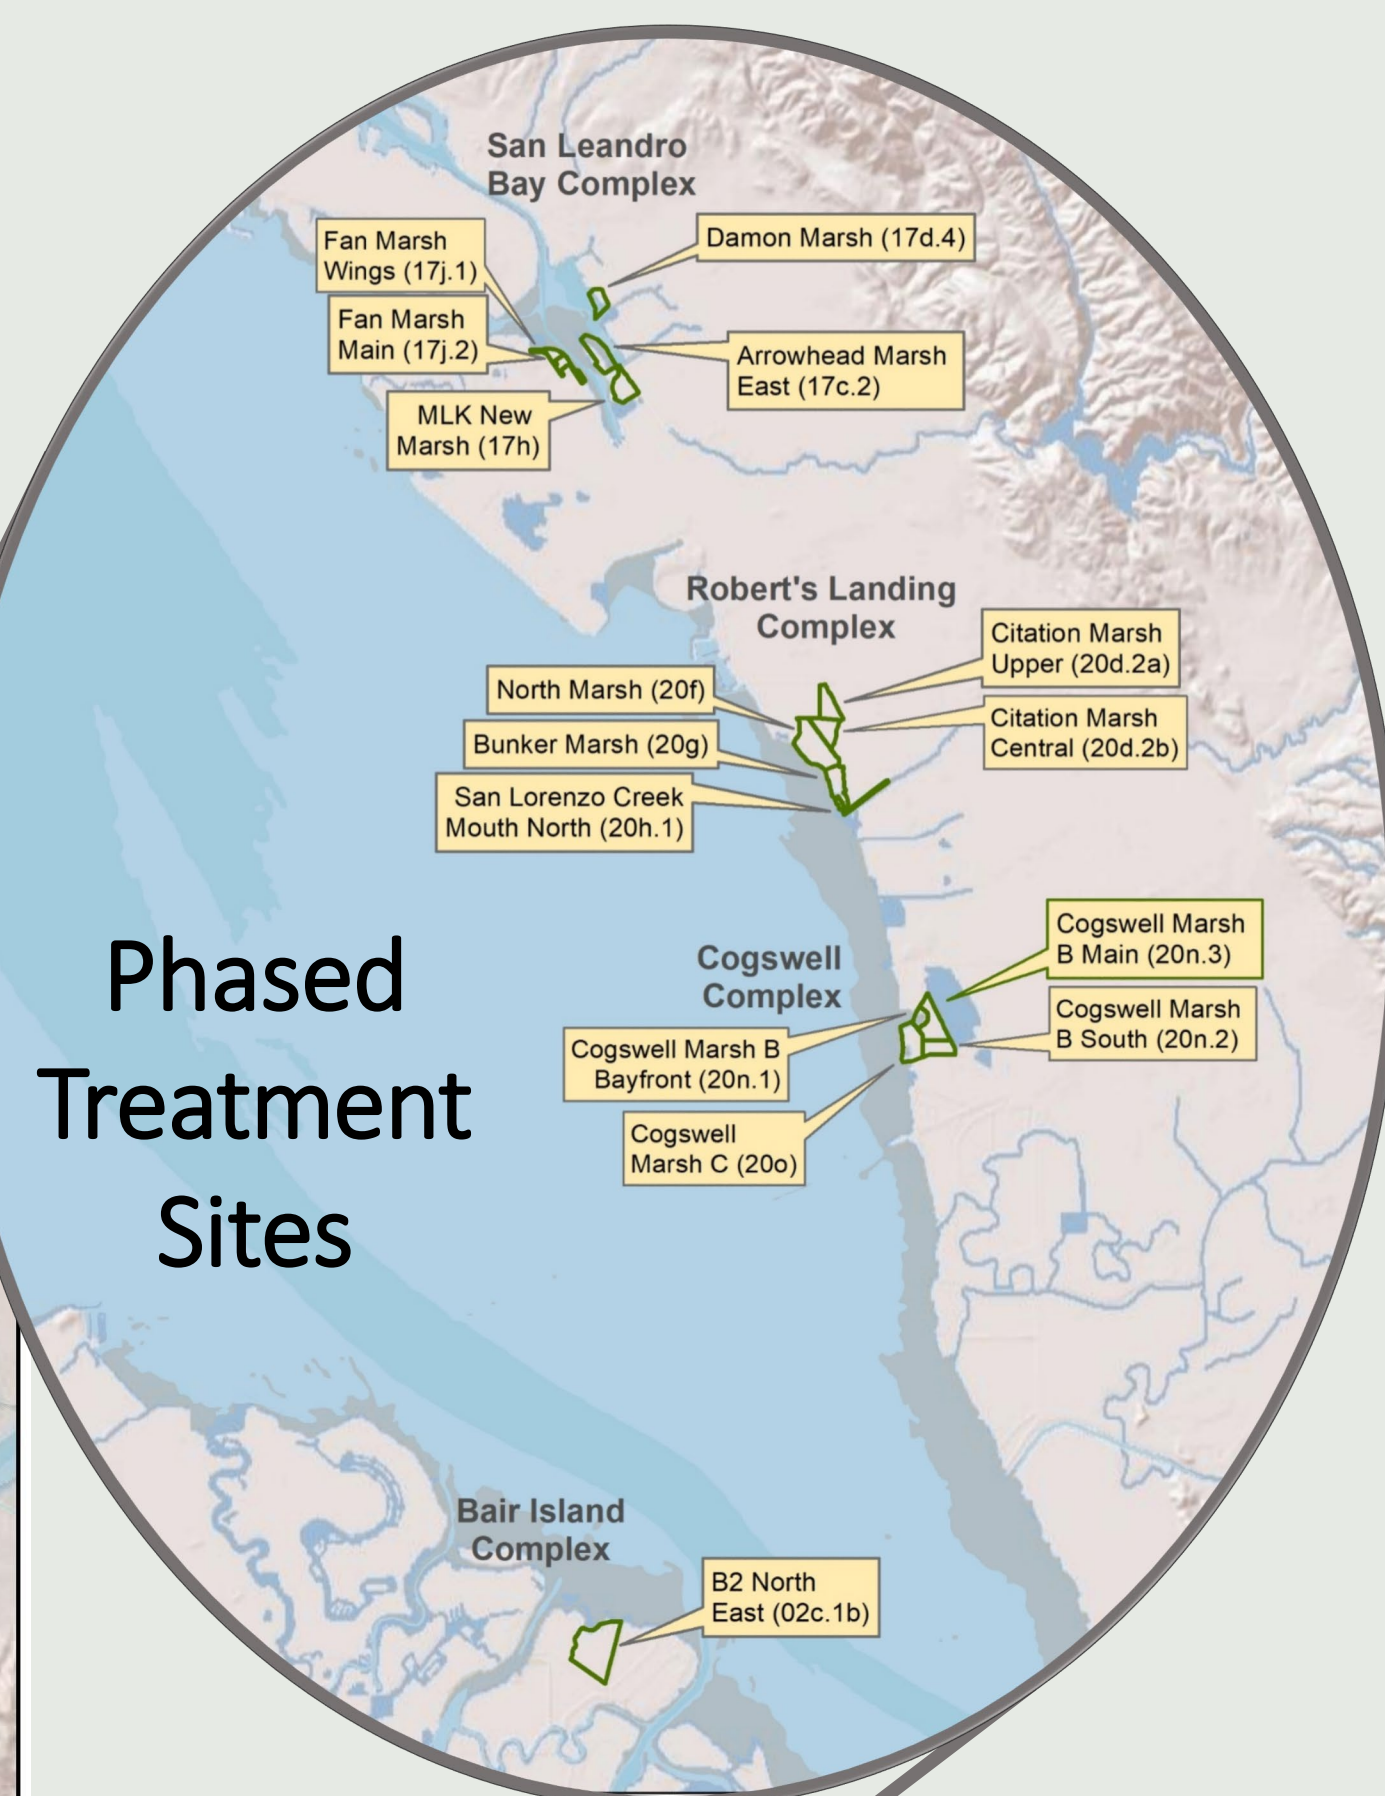 San Leandro
Bay Complex
Fan Marsh
Wings (17j.1)
Damon Marsh (17d.4)
Fan Marsh
Main (17j.2)
Arrowhead Marsh
East (17c.2)
MLK New
Marsh (17h)
Robert's Landing
Complex
Citation Marsh
Upper (20d.2a)
North Marsh (20f)
Citation Marsh
Central (20d.2b)
Bunker Marsh (20g)
San Lorenzo Creek
Mouth North (20h.1)
Phased
Treatment
Sites
Cogswell
Complex
Cogswell Marsh
B Main (20n.3)
Cogswell Marsh
B South (20n.2)
Cogswell Marsh B
Bayfront (20n.1)
Cogswell
Marsh C (20o)
Bair Island
Complex
B2 North
East (02c.1b)